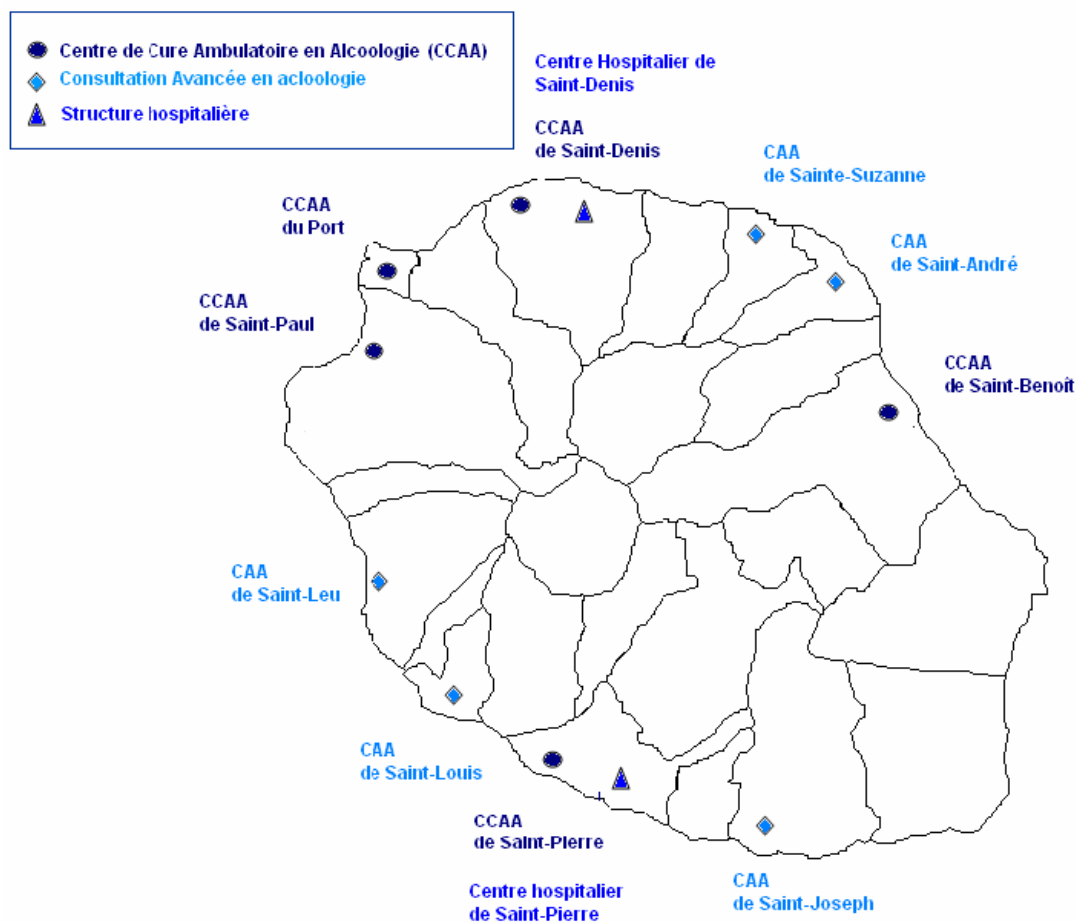 Centre de Cure Ambulatoire en Alcoologie (CCAA)
Consultation Avancée en acloologie
Structure hospitalière
Centre Hospitalier de
Saint-Denis
CCAA
de Saint-Denis
CAA
de Sainte-Suzanne
CCAA
du Port
CAA
de Saint-André
CCAA
de Saint-Paul
CCAA
de Saint-Benoît
CAA
de Saint-Leu
CAA
de Saint-Louis
CCAA
de Saint-Pierre
CAA
de Saint-Joseph
Centre hospitalier
de Saint-Pierre